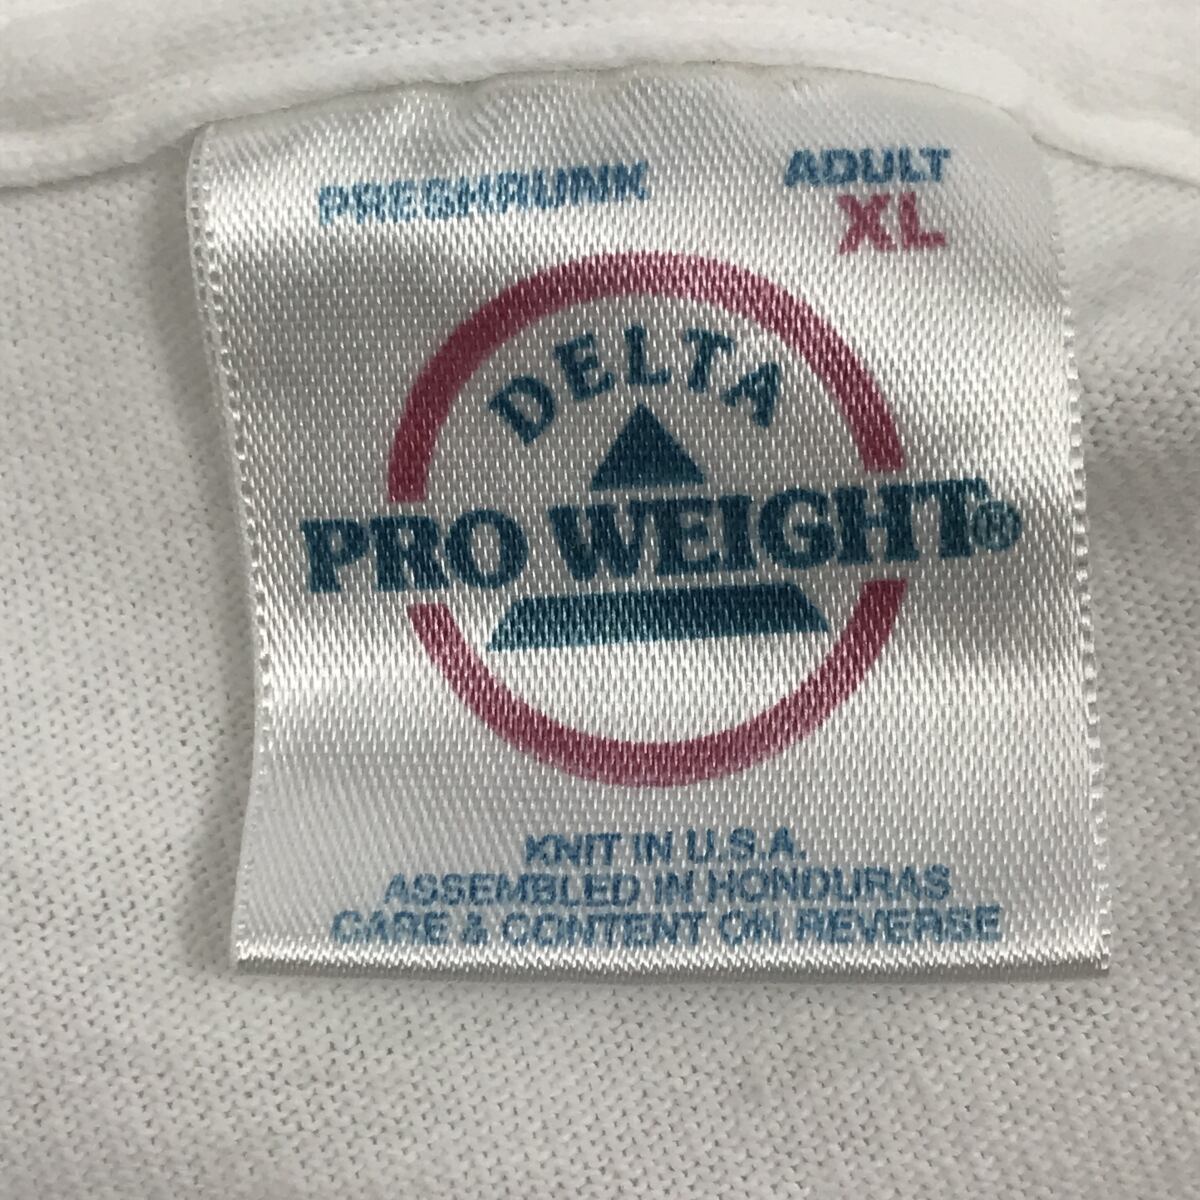 PRESHRUNK
ADULT
XL
DELTA
PRO WEIGHT®
KNIT IN U.S.A.
ASSEMBLED IN HONDURAS
CARE & CONTENT ON REVERSE